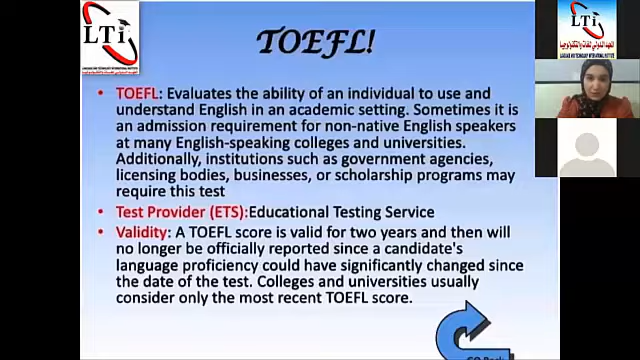 LTi
TOEFL!
• TOEFL: Evaluates the ability of an individual to use and
understand English in an academic setting. Sometimes it is
an admission requirement for non-native English speakers
at many English-speaking colleges and universities.
Additionally, institutions such as government agencies,
licensing bodies, businesses, or scholarship programs may
require this test
• Test Provider (ETS):Educational Testing Service
• Validity: A TOEFL score is valid for two years and then will
no longer be officially reported since a candidate's
language proficiency could have significantly changed since
the date of the test. Colleges and universities usually
consider only the most recent TOEFL score.
GO Back
LTi